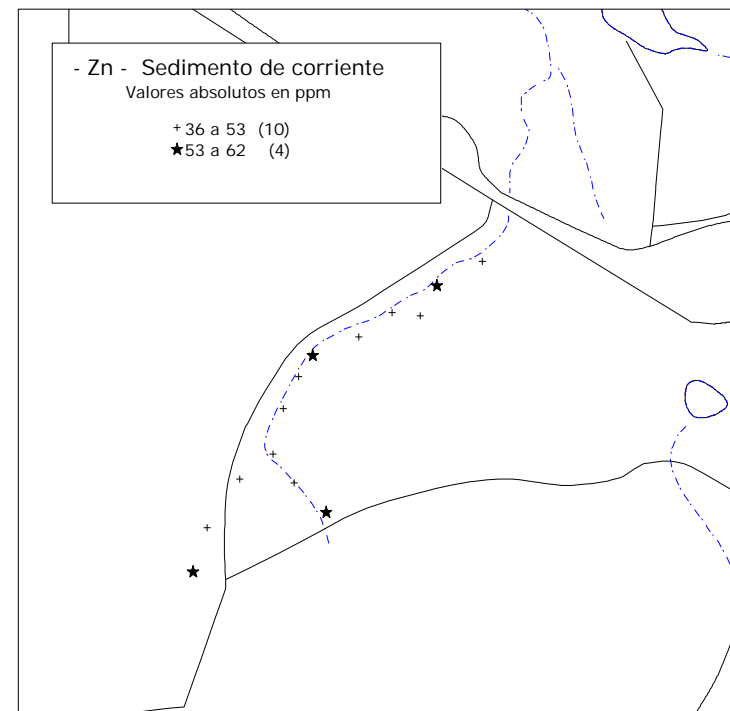 - Zn - Sedimento de corriente
Valores absolutos en ppm
+ 36 a 53 (10)
★ 53 a 62 (4)